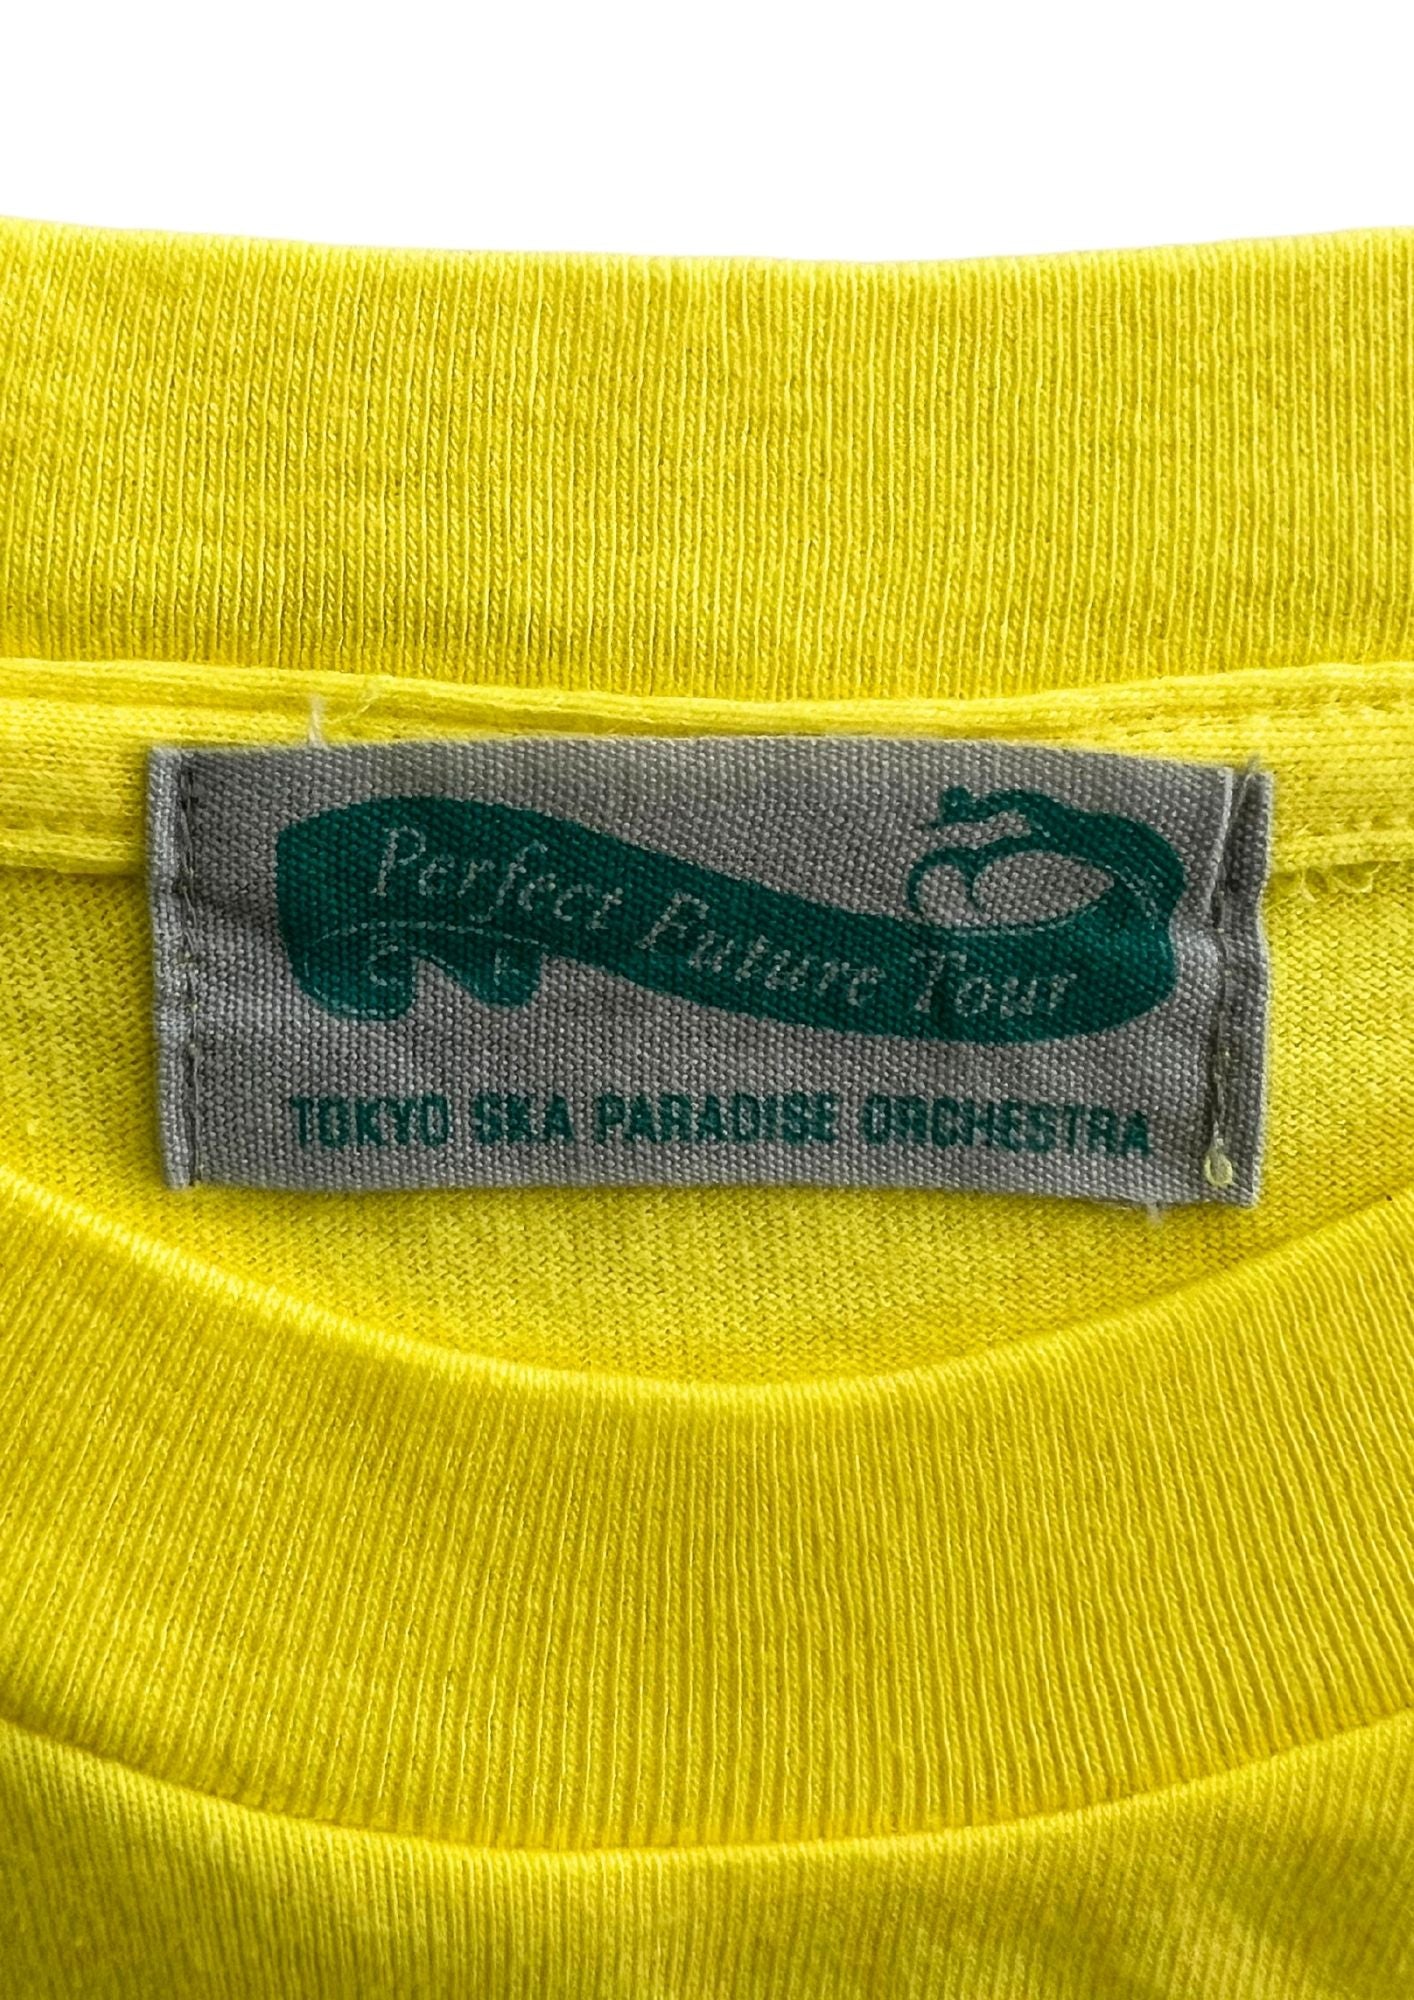 Perfect Future Tour
TOKYO SKA PARADISE ORCHESTRA